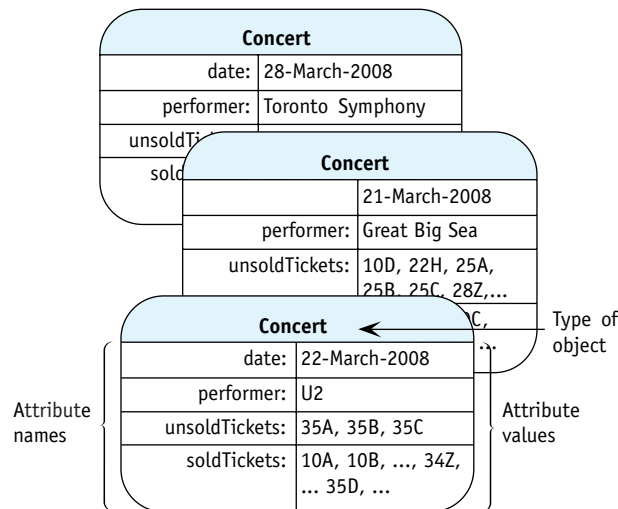 Concert
date: 28-March-2008
performer: Toronto Symphony
Concert
21-March-2008
performer: Great Big Sea
unsoldTickets: 10D, 22H, 25A,
25B, 25C, 28Z,...
...
Concert
date: 22-March-2008
performer: U2
unsoldTickets: 35A, 35B, 35C
soldTickets: 10A, 10B, ..., 34Z,
... 35D, ...
Type of
object
Attribute
names
Attribute
values